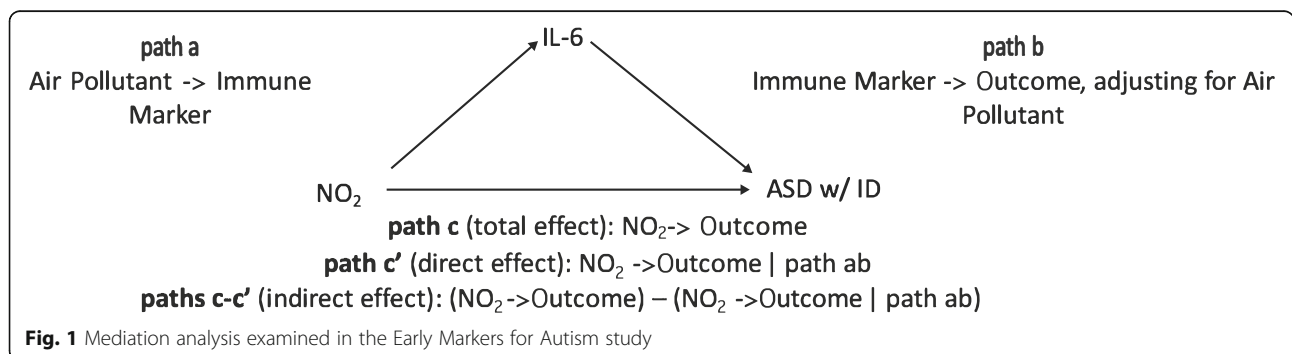 IL-6
path a
Air Pollutant -> Immune
Marker
path b
Immune Marker -> Outcome, adjusting for Air
Pollutant
NO₂
ASD w/ ID
path c (total effect): NO₂-> Outcome
path c’ (direct effect): NO₂ ->Outcome | path ab
paths c-c’ (indirect effect): (NO₂->Outcome) – (NO₂ ->Outcome | path ab)
Fig. 1 Mediation analysis examined in the Early Markers for Autism study